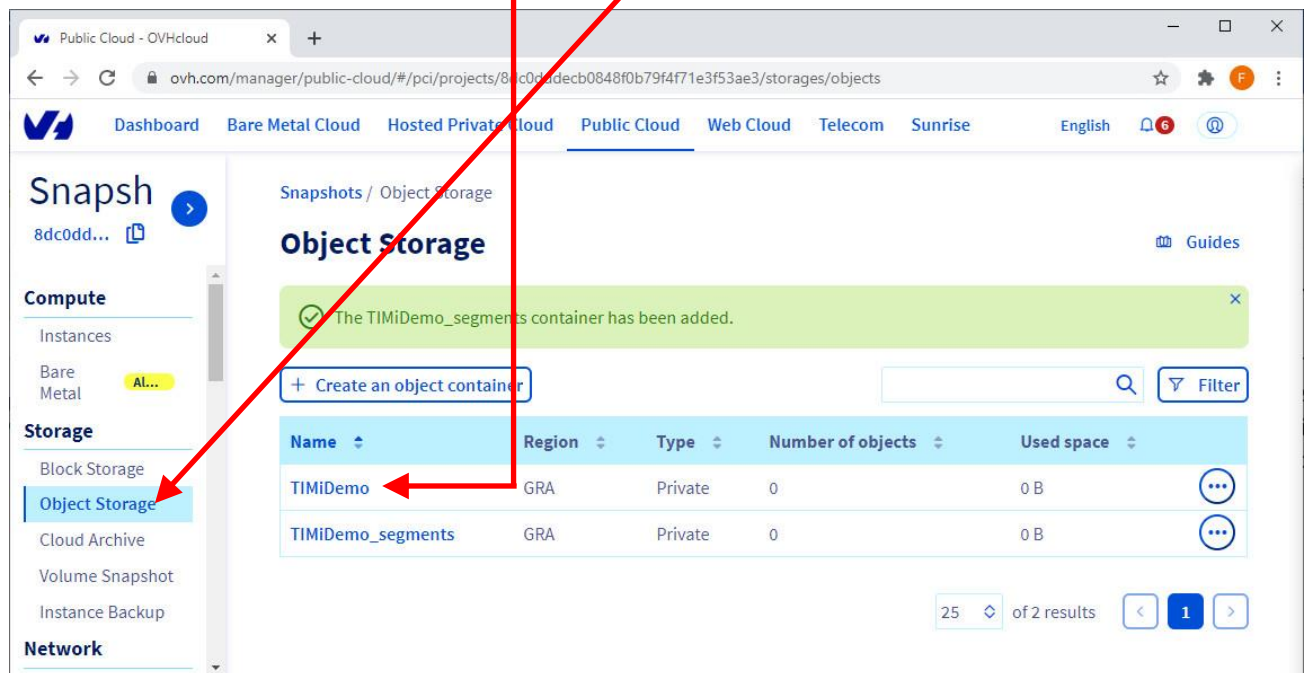 Public Cloud - OVHcloud
ovh.com/manager/public-cloud/#/pci/projects/8dc0dddecb0848f0b79f4f71e3f53ae3/storages/objects
F
Dashboard Bare Metal Cloud Hosted Private Cloud Public Cloud Web Cloud Telecom Sunrise English 6
Snapsh
8dc0dd...
Snapshots / Object Storage
Object Storage
Guides
Compute
Instances
Bare Metal
Al...
Storage
Block Storage
Object Storage
Cloud Archive
Volume Snapshot
Instance Backup
Network
The TIMiDemo_segments container has been added.
+ Create an object container
Filter
Name Region Type Number of objects Used space
TIMiDemo GRA Private 0 0 B
TIMiDemo_segments GRA Private 0 0 B
25 of 2 results < 1 >